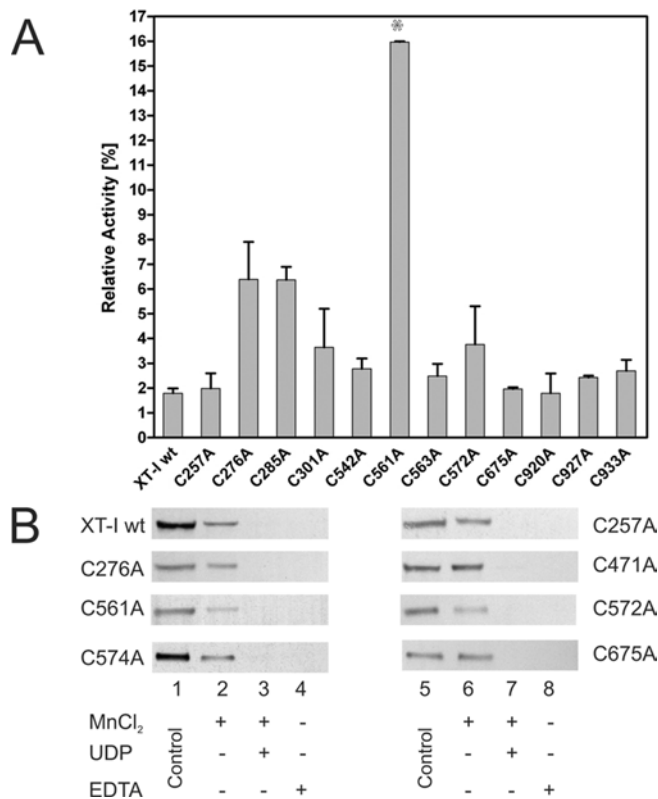 A
Relative Activity [%]
17
16
15
14
13
12
11
10
9
8
7
6
5
4
3
2
1
0
*
XT-I wt
C257A
C276A
C285A
C301A
C542A
C561A
C563A
C572A
C675A
C920A
C927A
C933A
B
XT-I wt
C276A
C561A
C574A
C257A
C471A
C572A
C675A
1 2 3 4 5 6 7 8
MnCl₂ Control + + - Control + + -
UDP - + - - + -
EDTA - - + - - +